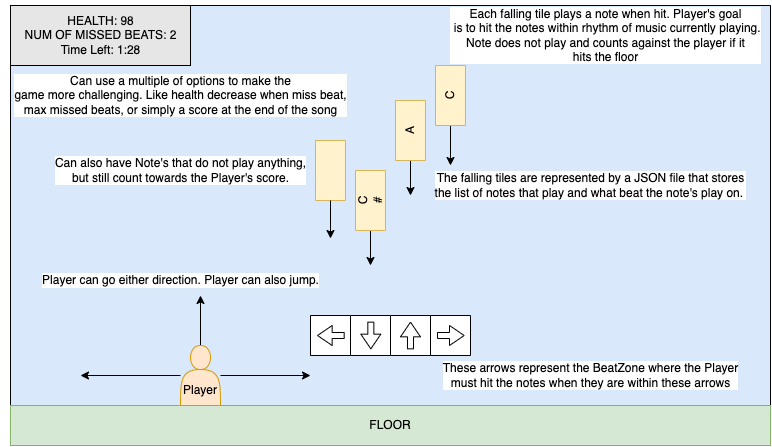 HEALTH: 98
NUM OF MISSED BEATS: 2
Time Left: 1:28
Each falling tile plays a note when hit. Player's goal
is to hit the notes within rhythm of music currently playing.
Note does not play and counts against the player if it
hits the floor
Can use a multiple of options to make the
game more challenging. Like health decrease when miss beat,
max missed beats, or simply a score at the end of the song
C
A
Can also have Note's that do not play anything,
but still count towards the Player's score.
C
#
The falling tiles are represented by a JSON file that stores
the list of notes that play and what beat the note's play on.
Player can go either direction. Player can also jump.
These arrows represent the BeatZone where the Player
must hit the notes when they are within these arrows
Player
FLOOR